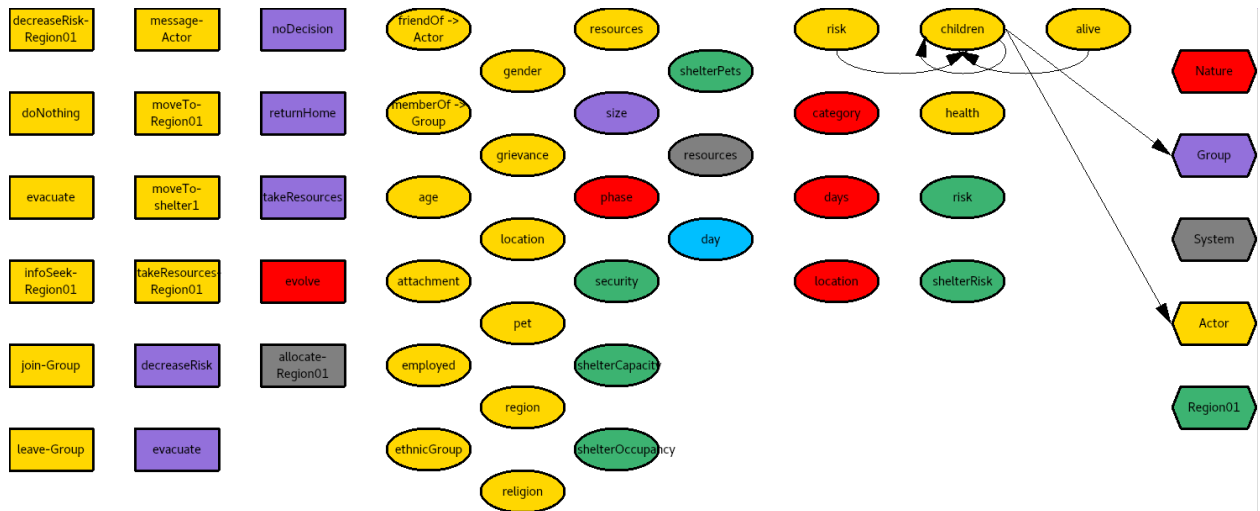 decreaseRisk-
Region01
message-
Actor
noDecision
friendOf ->
Actor
resources
risk
children
alive
gender
shelterPets
Nature
doNothing
moveTo-
Region01
returnHome
memberOf ->
Group
size
category
health
grievance
resources
Group
evacuate
moveTo-
shelter1
takeResources
age
phase
days
risk
location
day
System
infoSeek-
Region01
takeResources-
Region01
evolve
attachment
security
location
shelterRisk
pet
Actor
join-Group
decreaseRisk
allocate-
Region01
employed
shelterCapacity
region
Region01
leave-Group
evacuate
ethnicGroup
shelterOccupancy
religion